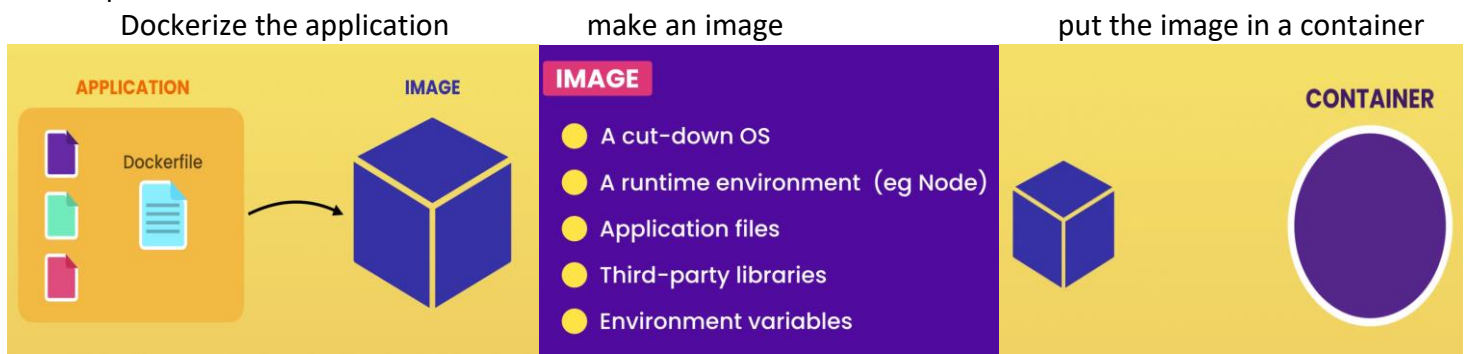 Dockerize the application
make an image
put the image in a container
APPLICATION
IMAGE
Dockerfile
IMAGE
A cut-down OS
A runtime environment (eg Node)
Application files
Third-party libraries
Environment variables
CONTAINER